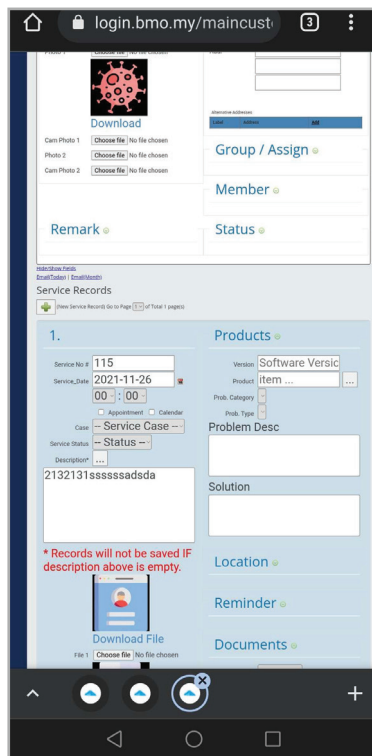 login.bmo.my/maincust
3
Photo 1 Choose file No file chosen
Download
Cam Photo 1 Choose file No file chosen
Photo 2 Choose file No file chosen
Cam Photo 2 Choose file No file chosen
Alternative Addresses
Label Address Add
Group / Assign
Member
Remark
Status
Hide/Show Fields
Email(Today) | Email(Month)
Service Records
(New Service Record) Go to Page 1 of Total 1 page(s)
1.
Service No # 115
Service_Date 2021-11-26
00 : 00
Appointment Calendar
Case -- Service Case --
Service Status -- Status --
Description* ...
2132131ssssssadsda
* Records will not be saved IF
description above is empty.
Download File
File 1 Choose file No file chosen
Products
Version Software Versic
Product item ... ...
Prob. Category
Prob. Type
Problem Desc
Solution
Location
Reminder
Documents